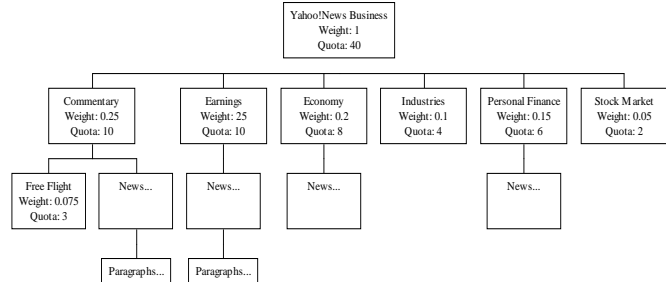 Yahoo!News Business
Weight: 1
Quota: 40
Commentary
Weight: 0.25
Quota: 10
Earnings
Weight: 25
Quota: 10
Economy
Weight: 0.2
Quota: 8
Industries
Weight: 0.1
Quota: 4
Personal Finance
Weight: 0.15
Quota: 6
Stock Market
Weight: 0.05
Quota: 2
Free Flight
Weight: 0.075
Quota: 3
News...
News...
News...
News...
Paragraphs...
Paragraphs...